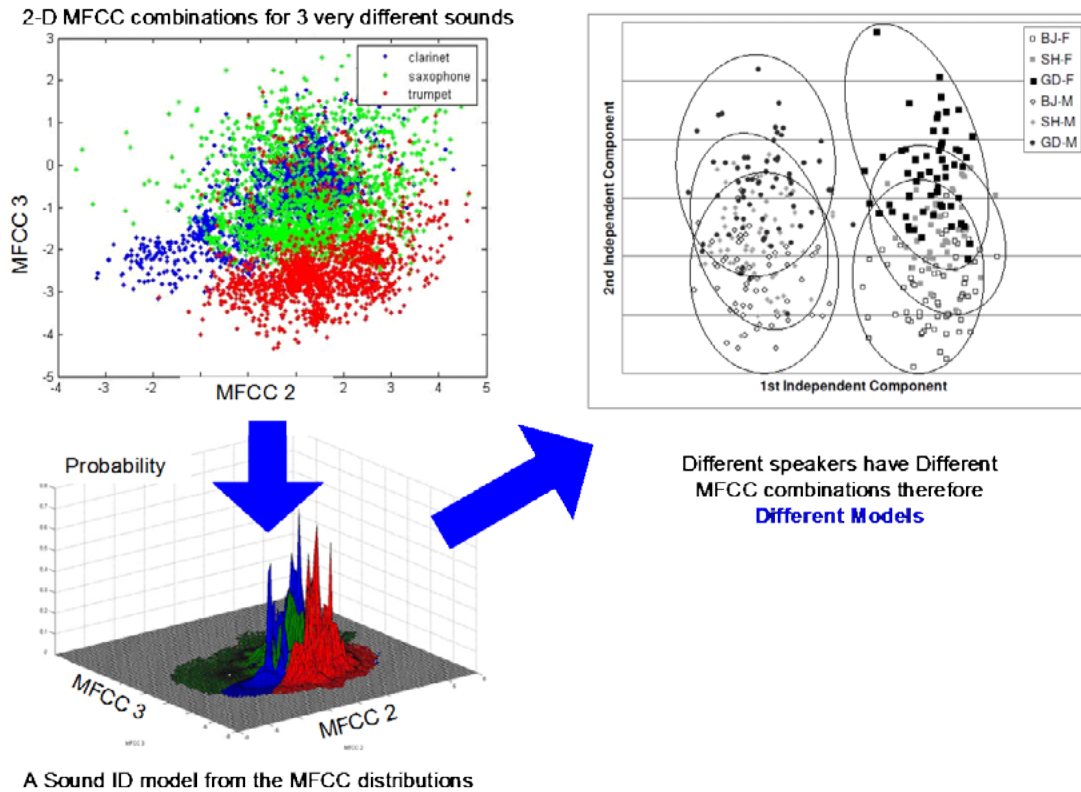 2-D MFCC combinations for 3 very different sounds
MFCC 3
3
2
1
0
-1
-2
-3
-4
-5
clarinet
saxophone
trumpet
-4
-2
-1
1
2
4
5
MFCC 2
2nd Independent Component
1st Independent Component
BJ-F
SH-F
GD-F
BJ-M
SH-M
GD-M
Probability
MFCC 3
MFCC 2
MFCC 3
MFCC 2
A Sound ID model from the MFCC distributions
Different speakers have Different
MFCC combinations therefore
Different Models